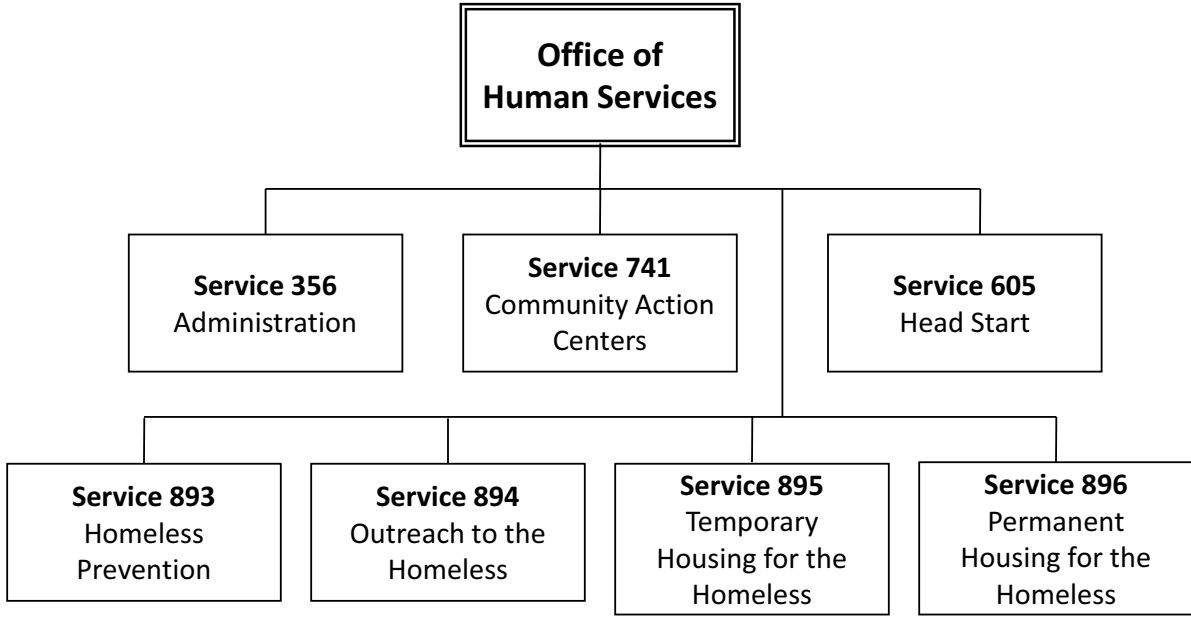 Office of
Human Services
Service 356
Administration
Service 741
Community Action
Centers
Service 605
Head Start
Service 893
Homeless
Prevention
Service 894
Outreach to the
Homeless
Service 895
Temporary
Housing for the
Homeless
Service 896
Permanent
Housing for the
Homeless